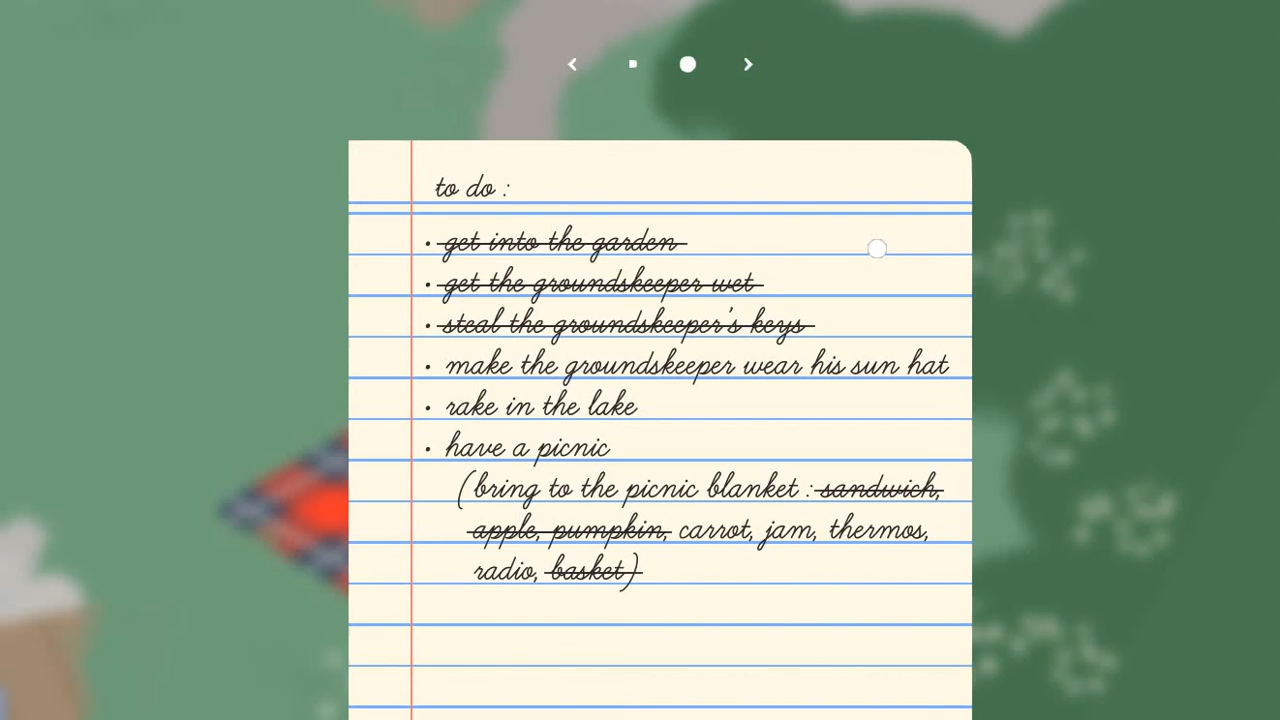 to do :
• get into the garden
• get the groundskeeper wet
• steal the groundskeeper's keys
• make the groundskeeper wear his sun hat
• rake in the lake
• have a picnic
(bring to the picnic blanket : sandwich,
apple, pumpkin, carrot, jam, thermos,
radio, basket)